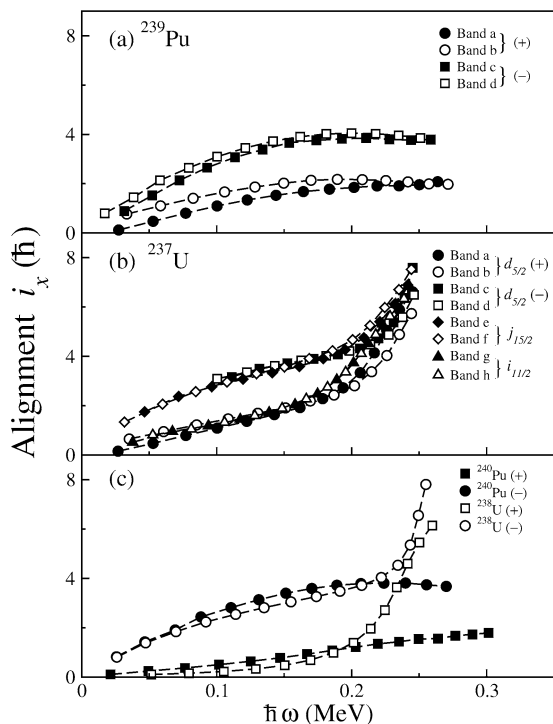 8
(a) ²³⁹Pu
Band a
Band b
} (+)
Band c
Band d
} (−)
4
0
(b) ²³⁷U
8
Band a
Band b
} d5/2 (+)
Band c
Band d
} d5/2 (−)
Band e
Band f
} j15/2
Band g
Band h
} i11/2
4
0
Alignment iₓ (ħ)
(c)
8
²⁴⁰Pu (+)
²⁴⁰Pu (−)
²³⁸U (+)
²³⁸U (−)
4
0
0 0.1 0.2 0.3
ħω (MeV)